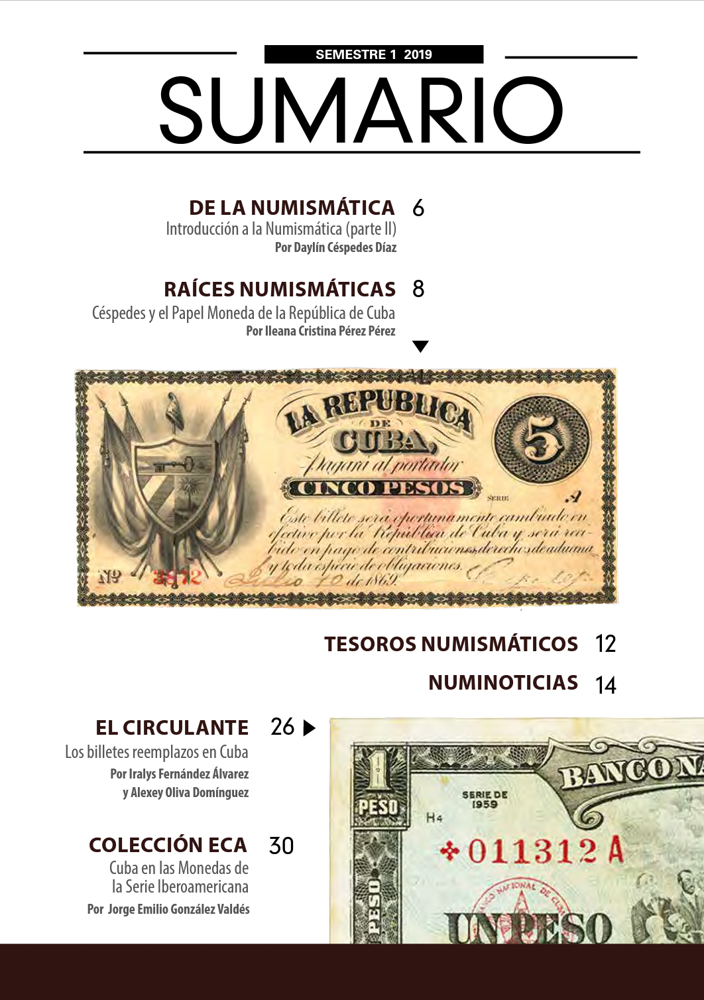 SEMESTRE 1 2019
SUMARIO
DE LA NUMISMÁTICA 6
Introducción a la Numismática (parte II)
Por Daylín Céspedes Díaz
RAÍCES NUMISMÁTICAS 8
Céspedes y el Papel Moneda de la República de Cuba
Por Ileana Cristina Pérez Pérez
LA REPUBLICA
DE
CUBA,
5
Pagará al portador
CINCO PESOS
SERIE A
Este billete será oportunamente cambiado en
efectivo por la República de Cuba y será reci-
bido en pago de contribuciones, derechos de aduana
y toda especie de obligaciones.
Nº 3872
Julio 10 de 1869.
TESOROS NUMISMÁTICOS 12
NUMINOTICIAS 14
EL CIRCULANTE 26
Los billetes reemplazos en Cuba
Por Iralys Fernández Álvarez
y Alexey Oliva Domínguez
COLECCIÓN ECA 30
Cuba en las Monedas de
la Serie Iberoamericana
Por Jorge Emilio González Valdés
1
PESO
BANCO NA
SERIE DE
1959
H4
011312 A
NACIONAL DE CUBA
PESO
UN PESO